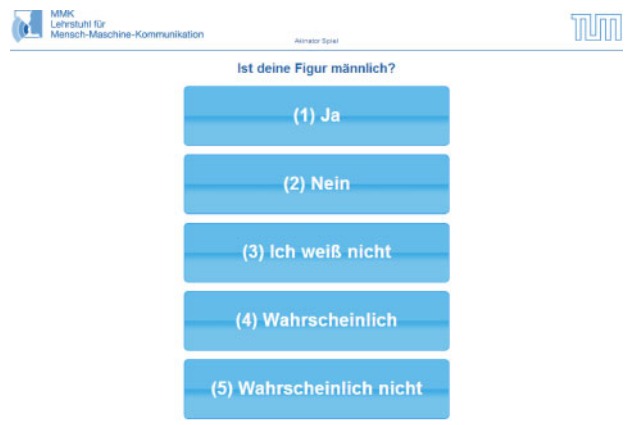 MMK
Lehrstuhl für
Mensch-Maschine-Kommunikation
Akinator Spiel
TUM
Ist deine Figur männlich?
(1) Ja
(2) Nein
(3) Ich weiß nicht
(4) Wahrscheinlich
(5) Wahrscheinlich nicht